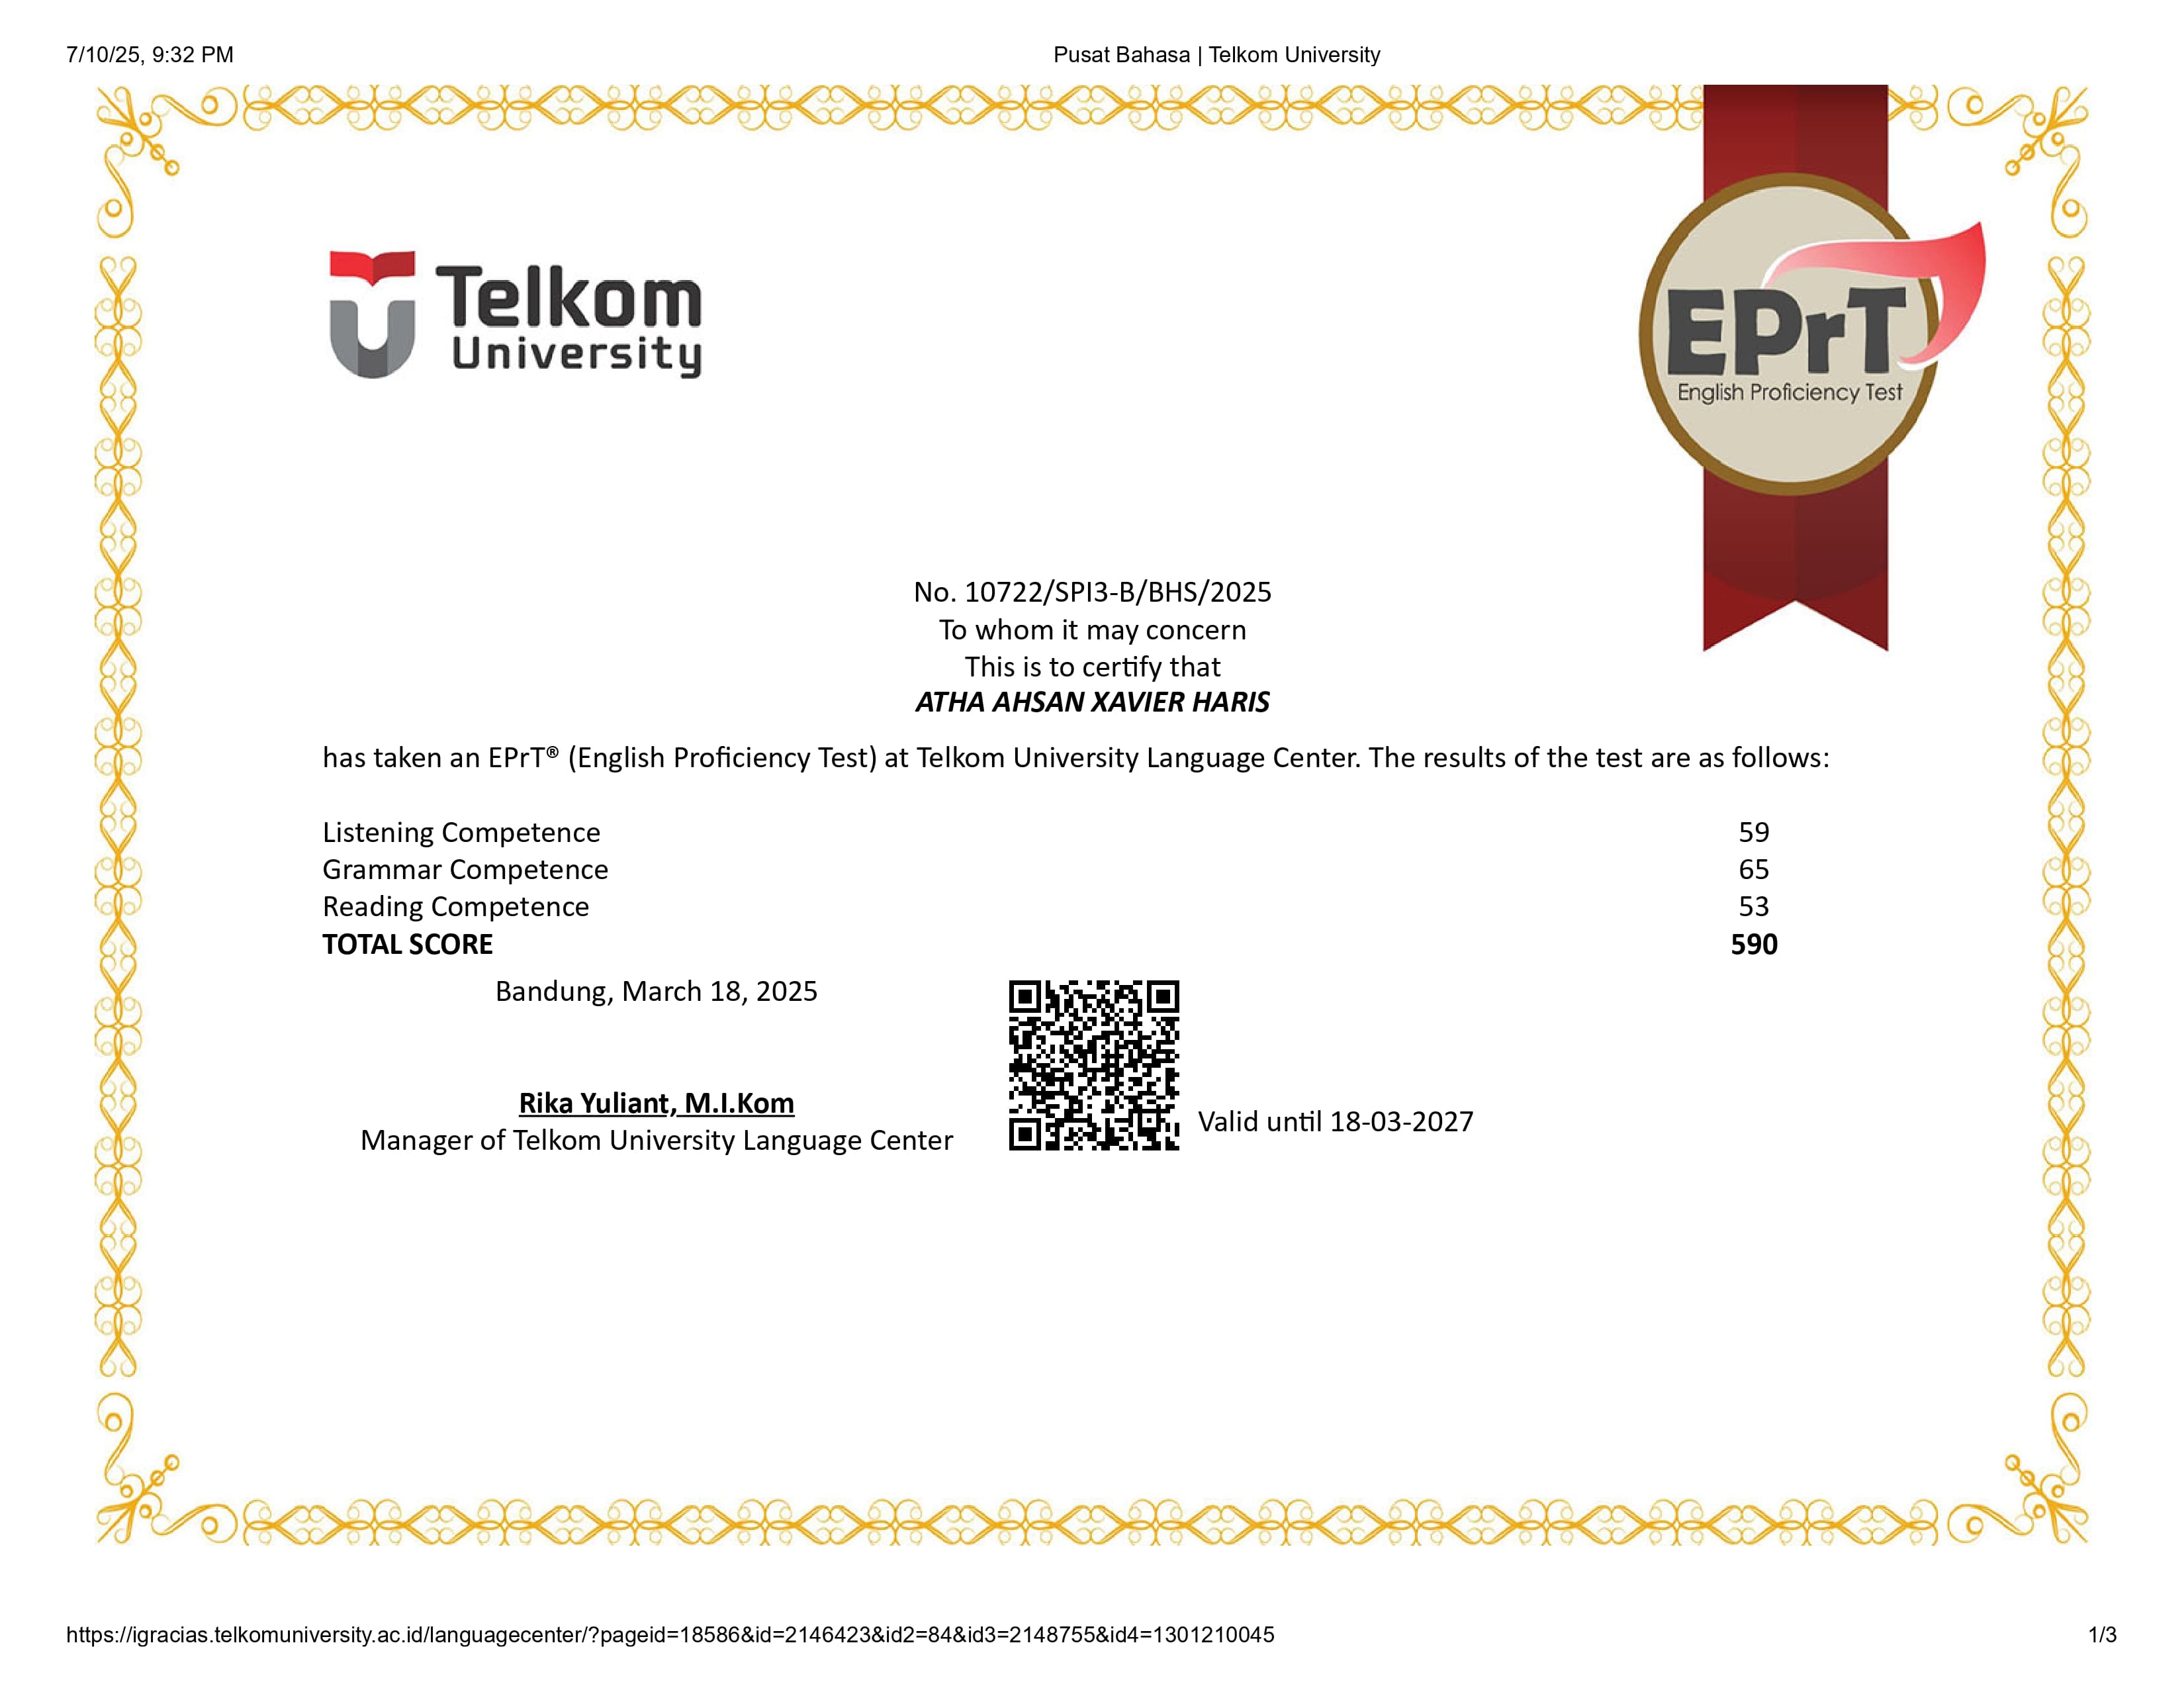 7/10/25, 9:32 PM
Pusat Bahasa | Telkom University
Telkom
University
EPrT
English Proficiency Test
No. 10722/SPI3-B/BHS/2025
To whom it may concern
This is to certify that
ATHA AHSAN XAVIER HARIS
has taken an EPrT® (English Proficiency Test) at Telkom University Language Center. The results of the test are as follows:
Listening Competence 59
Grammar Competence 65
Reading Competence 53
TOTAL SCORE 590
Bandung, March 18, 2025
Rika Yuliant, M.I.Kom
Manager of Telkom University Language Center
Valid until 18-03-2027
https://igracias.telkomuniversity.ac.id/languagecenter/?pageid=18586&id=2146423&id2=84&id3=2148755&id4=1301210045
1/3